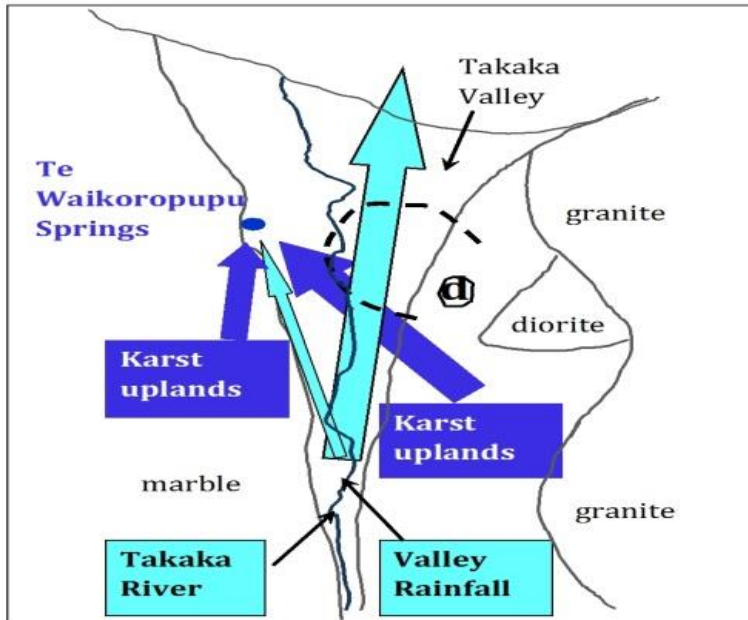 Takaka
Valley
Te
Waikoropupu
Springs
granite
d
diorite
Karst
uplands
Karst
uplands
marble
granite
Takaka
River
Valley
Rainfall